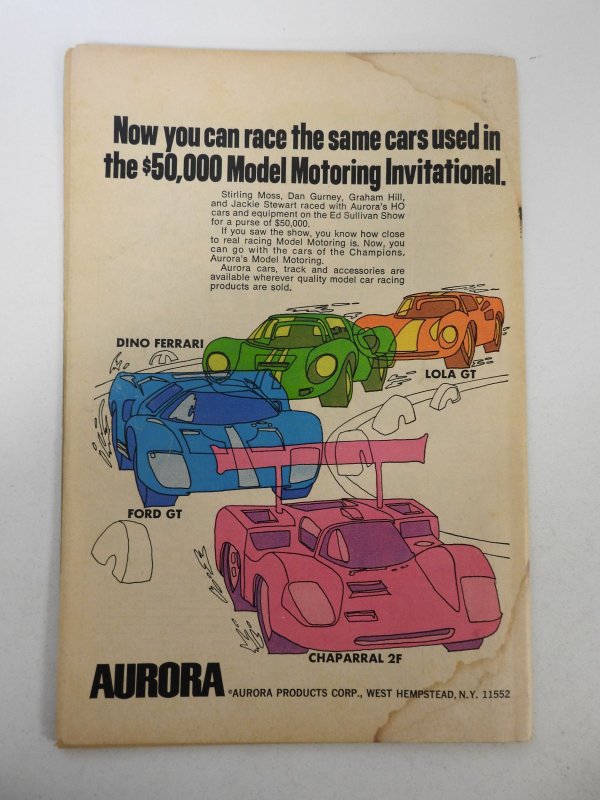 Now you can race the same cars used in
the $50,000 Model Motoring Invitational.
Stirling Moss, Dan Gurney, Graham Hill,
and Jackie Stewart raced with Aurora's HO
cars and equipment on the Ed Sullivan Show
for a purse of $50,000.
If you saw the show, you know how close
to real racing Model Motoring is. Now, you
can go with the cars of the Champions.
Aurora's Model Motoring.
Aurora cars, track and accessories are
available wherever quality model car racing
products are sold.
DINO FERRARI
LOLA GT
FORD GT
CHAPARRAL 2F
AURORA
©AURORA PRODUCTS CORP., WEST HEMPSTEAD, N.Y. 11552